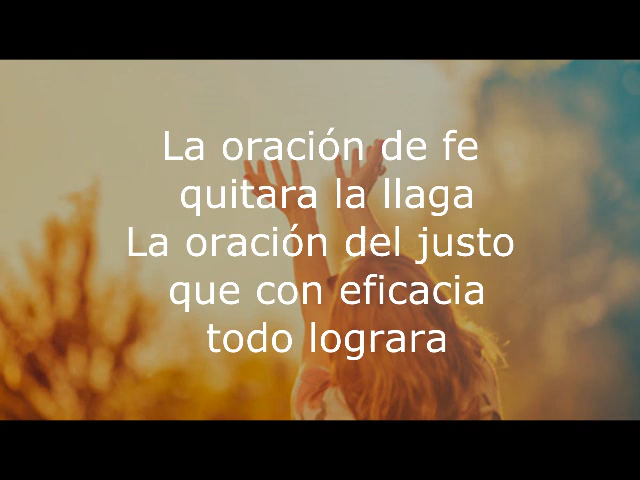 La oración de fe
quitara la llaga
La oración del justo
que con eficacia
todo lograra